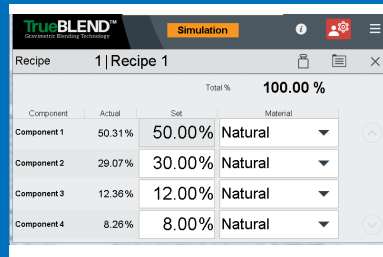 TrueBLEND™
Gravimetric Blending Technology
Simulation
Recipe 1 | Recipe 1
Total % 100.00 %
Component Actual Set Material
Component 1 50.31% 50.00% Natural
Component 2 29.07% 30.00% Natural
Component 3 12.36% 12.00% Natural
Component 4 8.26% 8.00% Natural